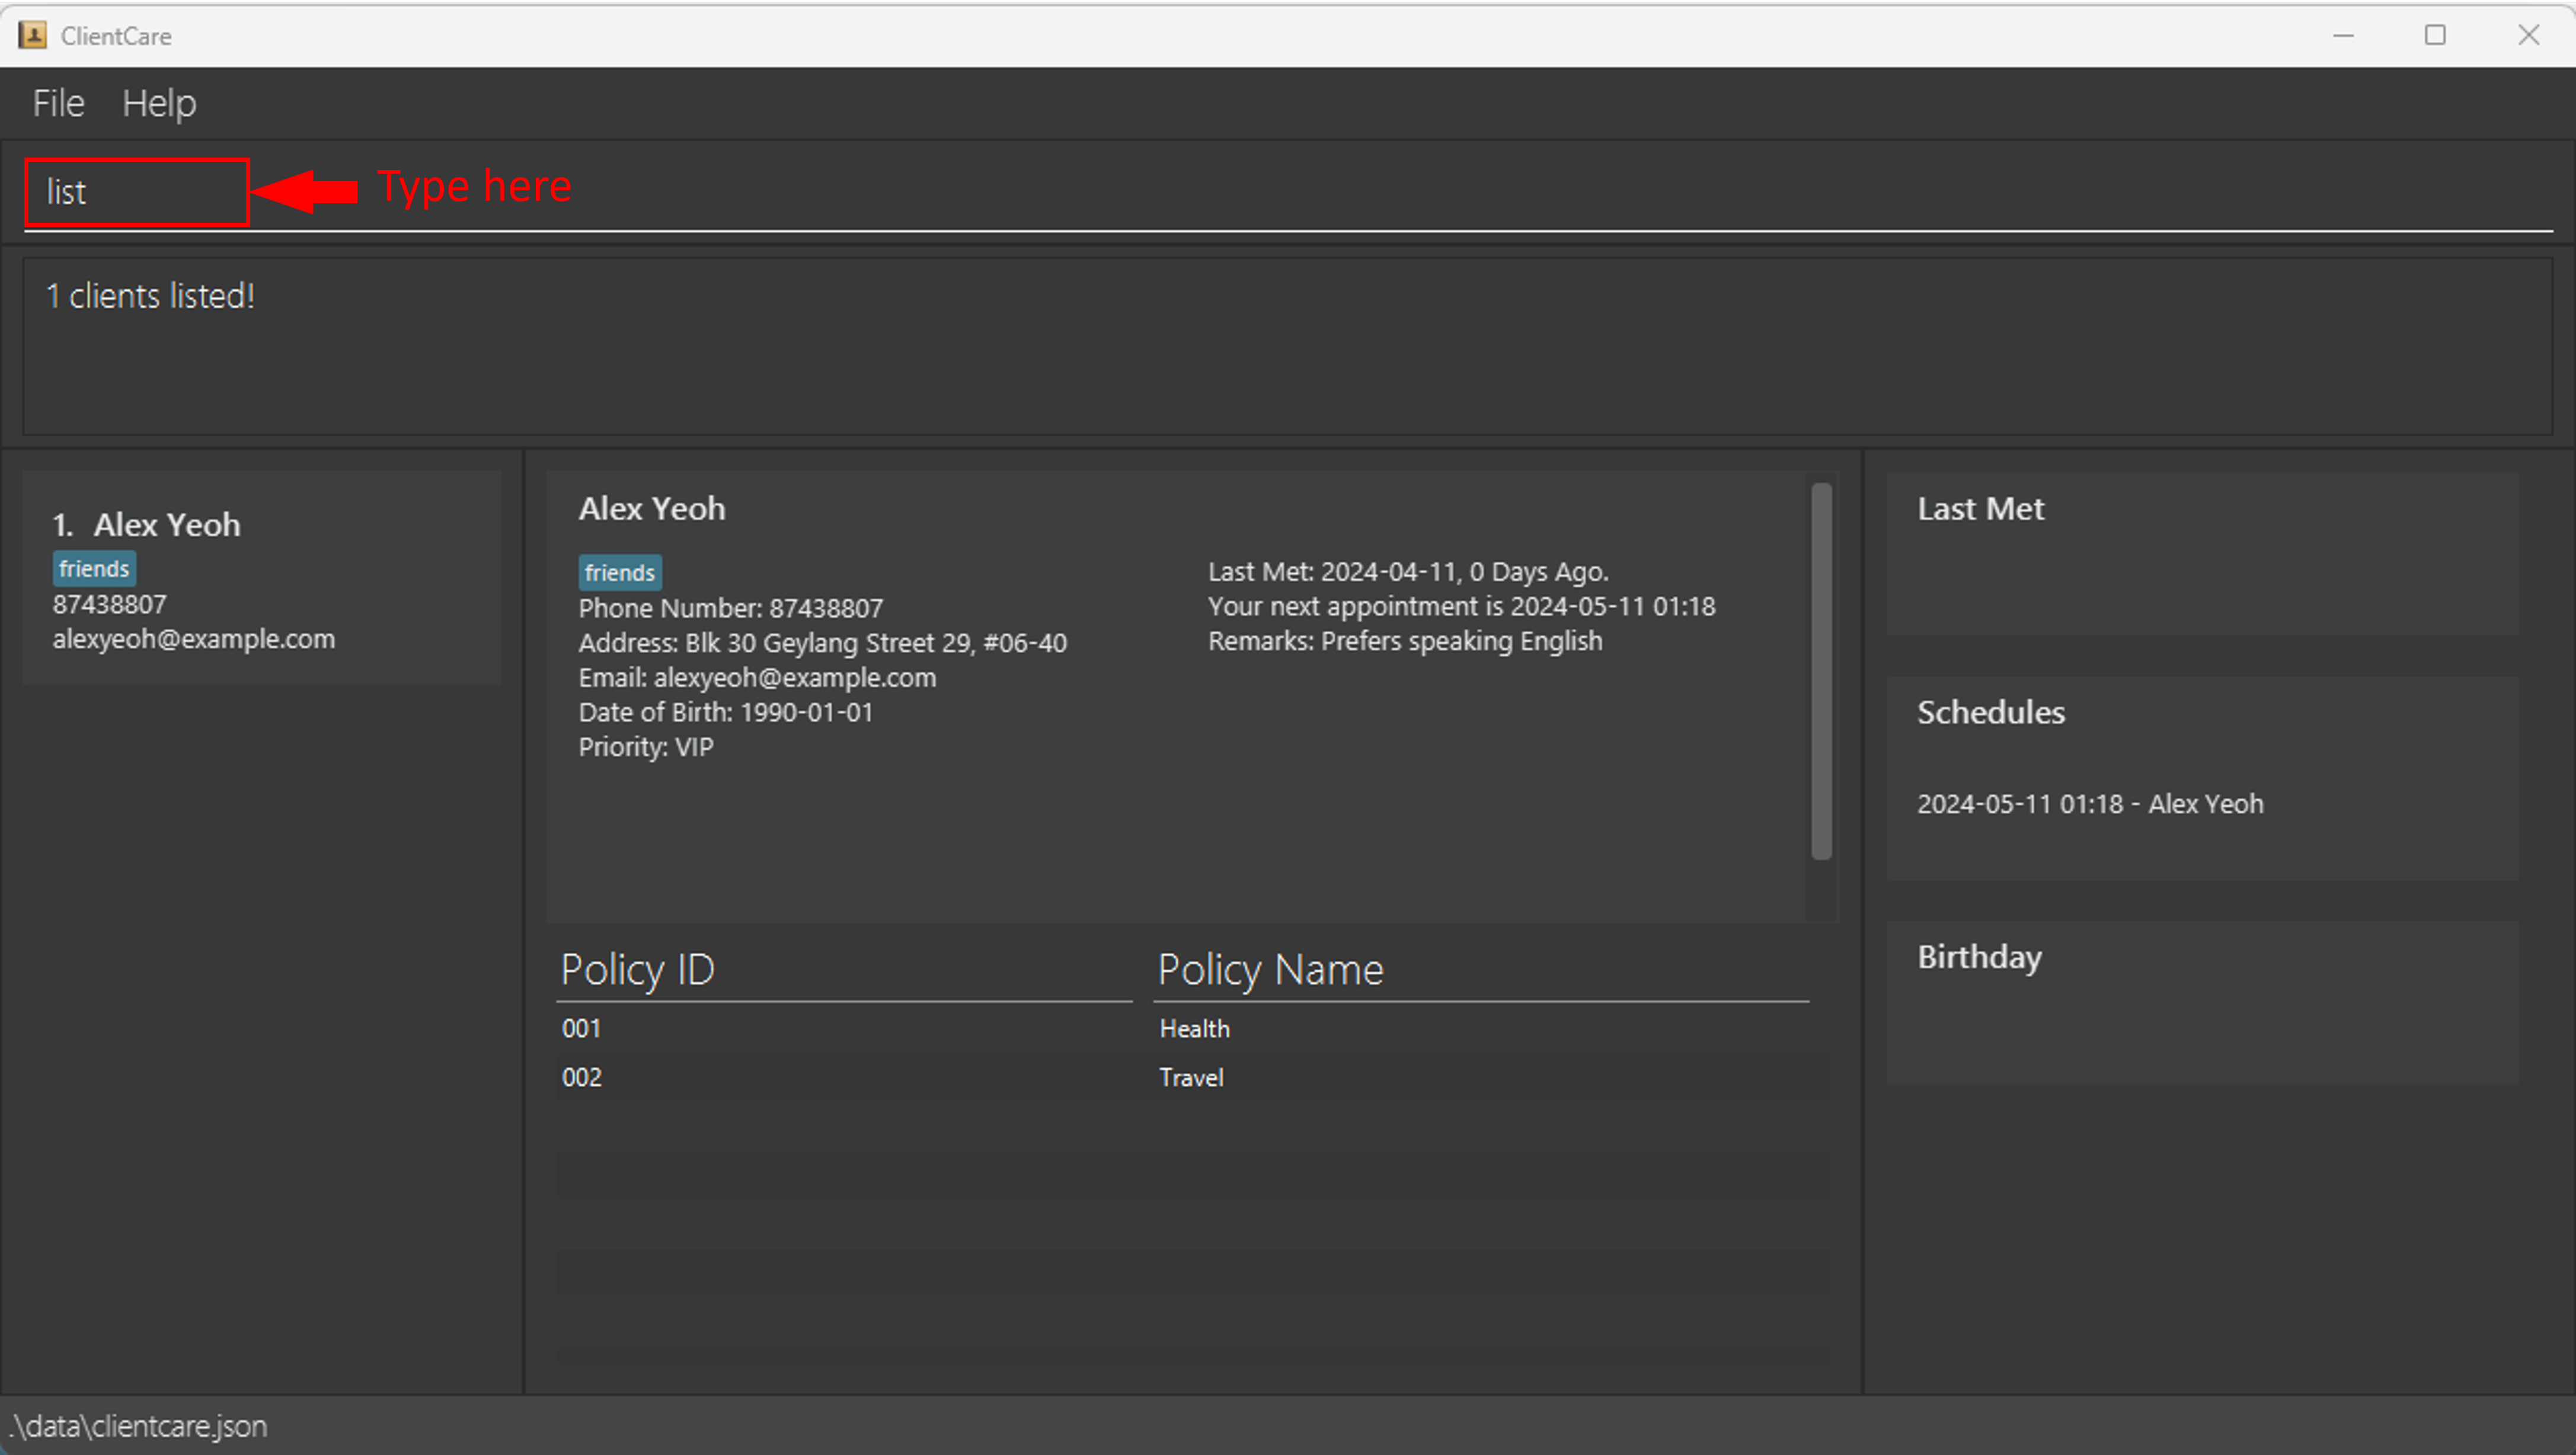 ClientCare
File Help
list
Type here
1 clients listed!
1. Alex Yeoh
friends
87438807
alexyeoh@example.com
Alex Yeoh
friends
Phone Number: 87438807
Address: Blk 30 Geylang Street 29, #06-40
Email: alexyeoh@example.com
Date of Birth: 1990-01-01
Priority: VIP
Last Met: 2024-04-11, 0 Days Ago.
Your next appointment is 2024-05-11 01:18
Remarks: Prefers speaking English
Policy ID Policy Name
001 Health
002 Travel
Last Met
Schedules
2024-05-11 01:18 - Alex Yeoh
Birthday
.\data\clientcare.json